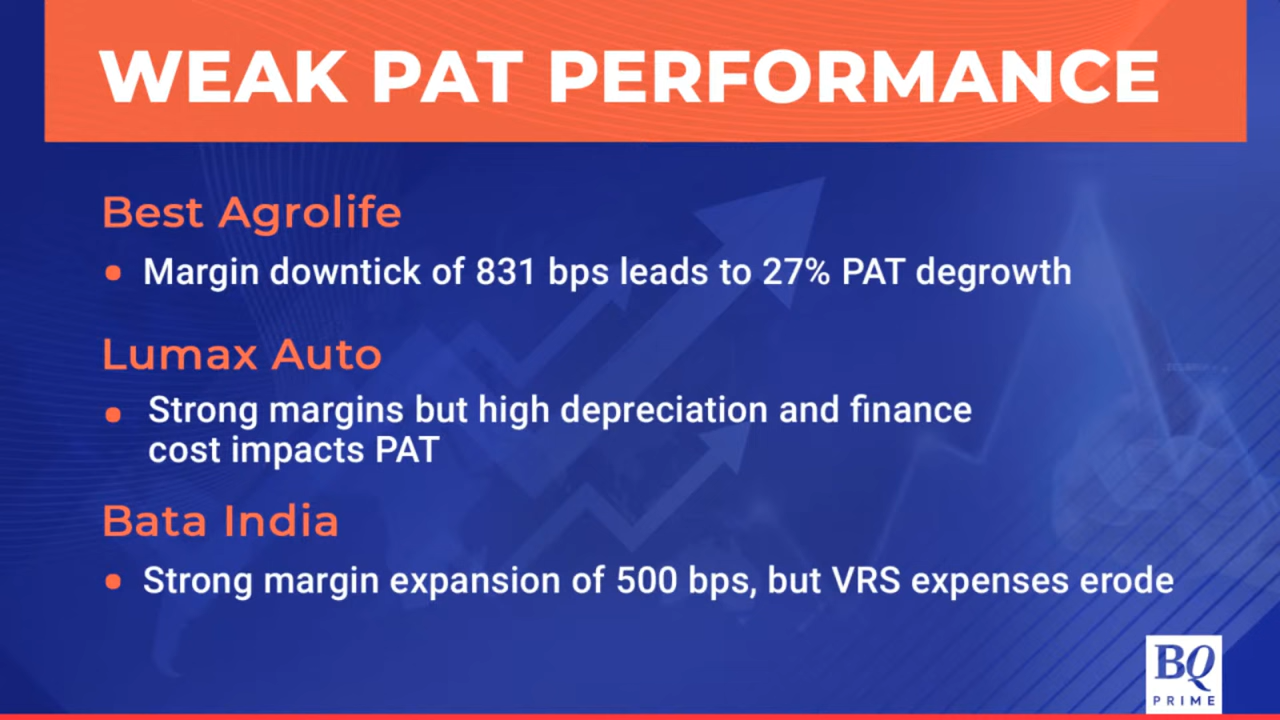 WEAK PAT PERFORMANCE
Best Agrolife
• Margin downtick of 831 bps leads to 27% PAT degrowth
Lumax Auto
• Strong margins but high depreciation and finance
cost impacts PAT
Bata India
• Strong margin expansion of 500 bps, but VRS expenses erode
BQ
PRIME